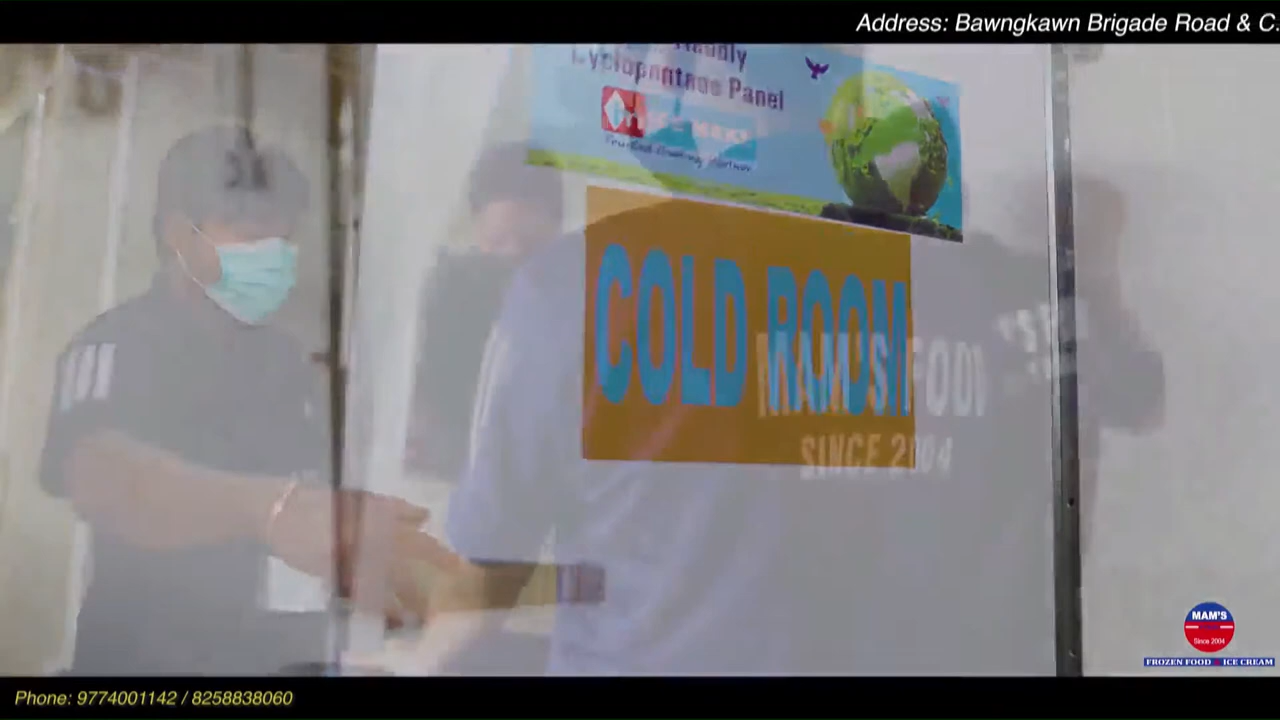 Address: Bawngkawn Brigade Road & C.
Panel
COLD ROOM
MAM'S FOOD
SINCE 2004
MAM'S
Since 2004
FROZEN FOOD & ICE CREAM
Phone: 9774001142 / 8258838060